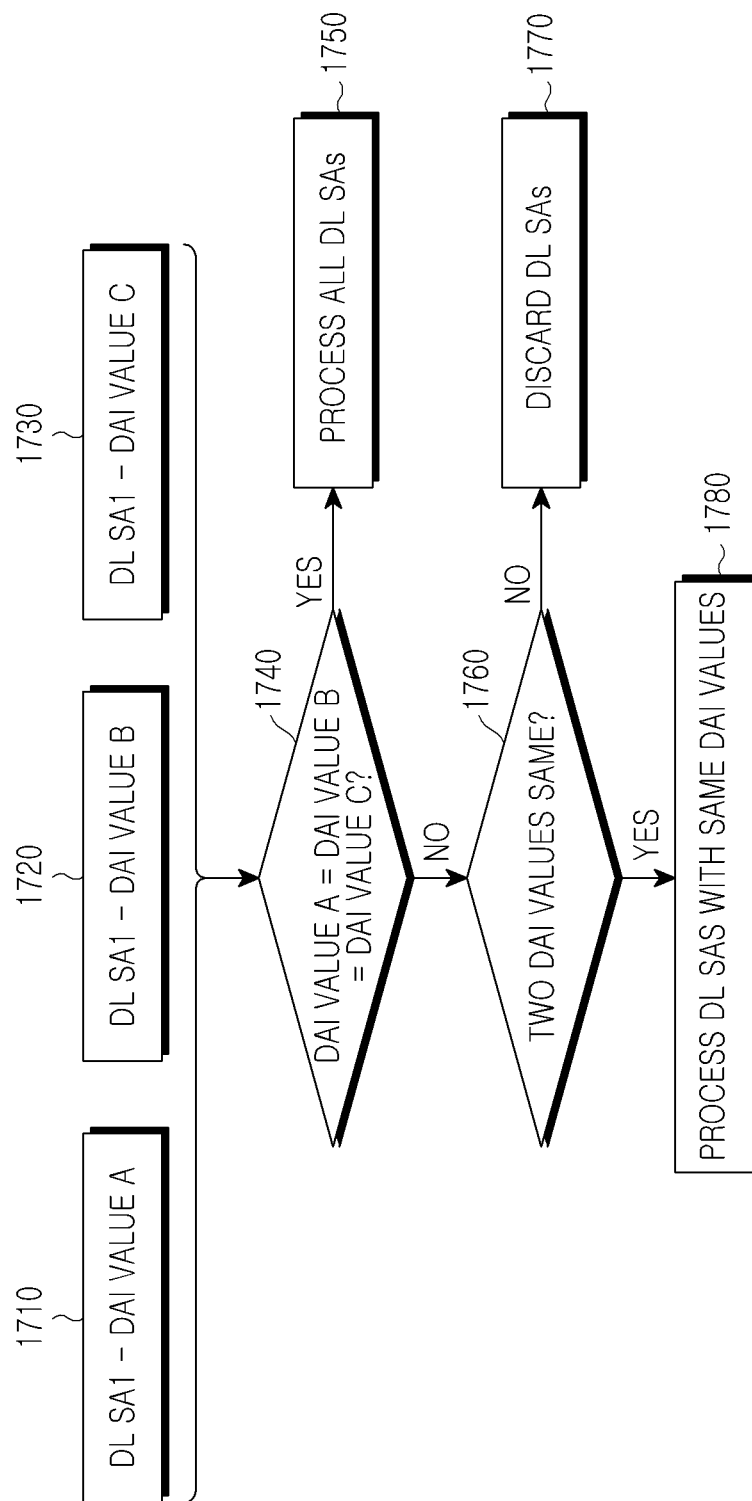 1710
DL SA1 – DAI VALUE A
1720
DL SA1 – DAI VALUE B
1730
DL SA1 – DAI VALUE C
1740
DAI VALUE A = DAI VALUE B
= DAI VALUE C?
YES
1750
PROCESS ALL DL SAs
NO
1760
TWO DAI VALUES SAME?
NO
1770
DISCARD DL SAs
YES
1780
PROCESS DL SAS WITH SAME DAI VALUES